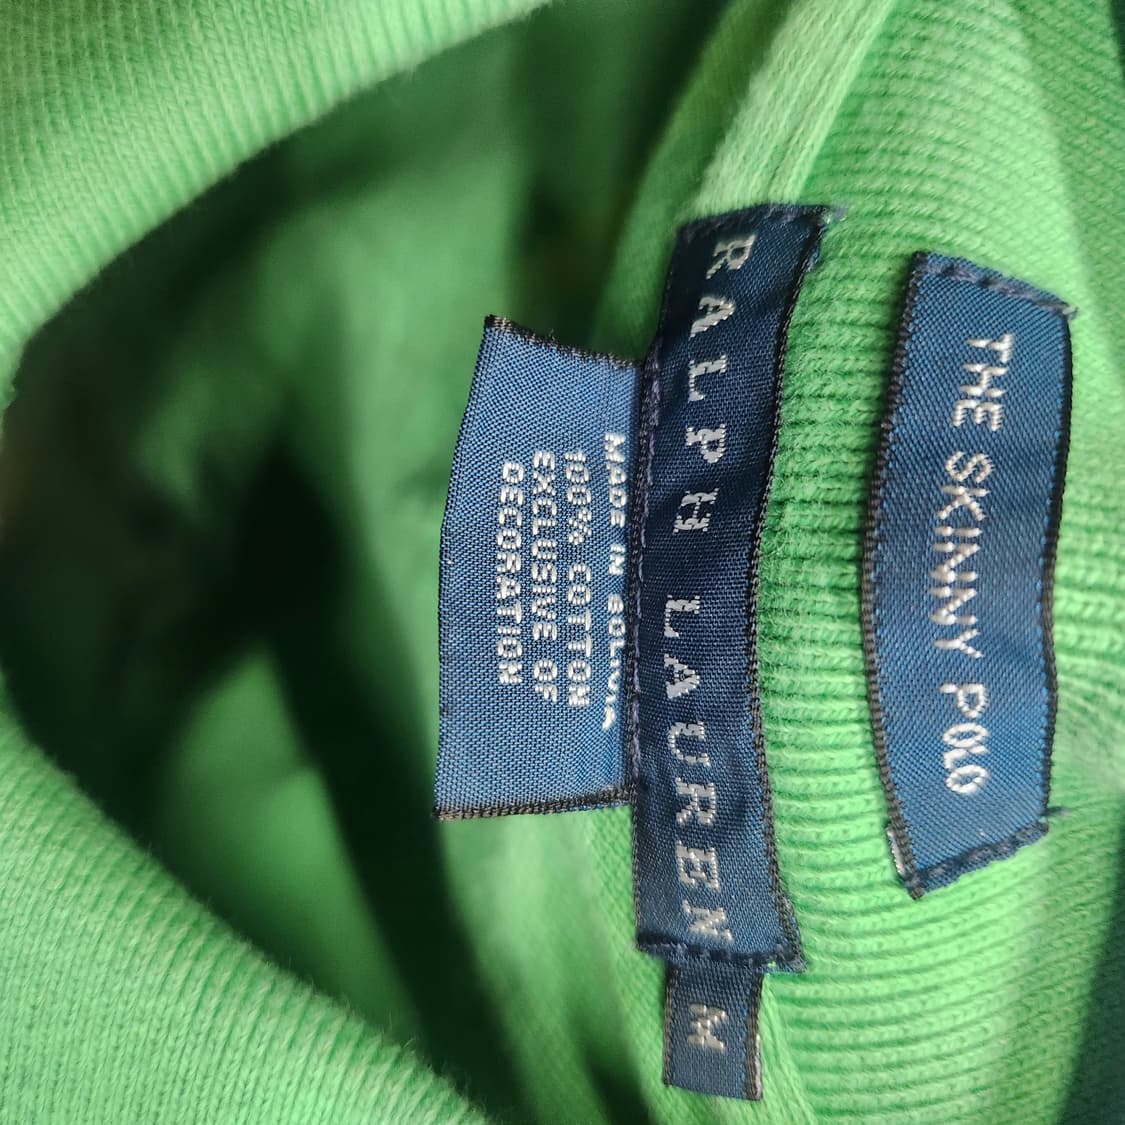 THE SKINNY POLO
RALPH LAUREN
M
MADE IN BOLIVIA
100% COTTON
EXCLUSIVE OF
DECORATION